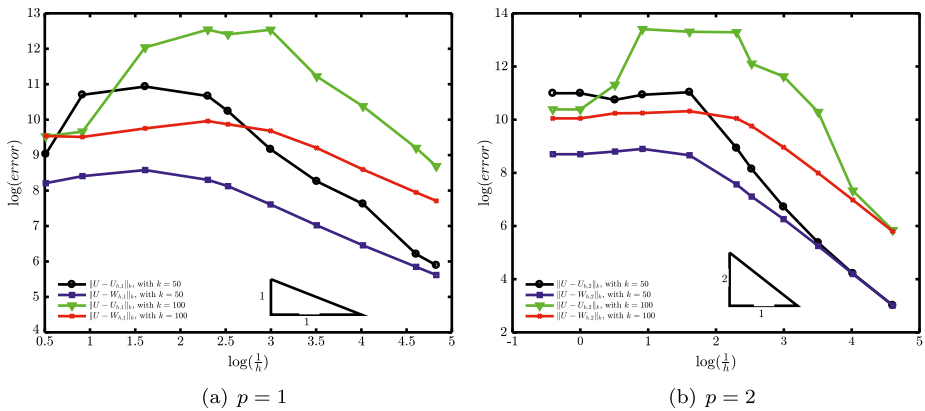 13
12
11
10
9
8
7
6
5
4
log(error)
0.5 1 1.5 2 2.5 3 3.5 4 4.5 5
log(1/h)
‖U − U_{h,1}‖_k, with k = 50
‖U − W_{h,1}‖_k, with k = 50
‖U − U_{h,1}‖_k, with k = 100
‖U − W_{h,1}‖_k, with k = 100
1
1
(a) p = 1
14
12
10
8
6
4
2
log(error)
-1 0 1 2 3 4 5
log(1/h)
‖U − U_{h,2}‖_k, with k = 50
‖U − W_{h,2}‖_k, with k = 50
‖U − U_{h,2}‖_k, with k = 100
‖U − W_{h,2}‖_k, with k = 100
2
1
(b) p = 2